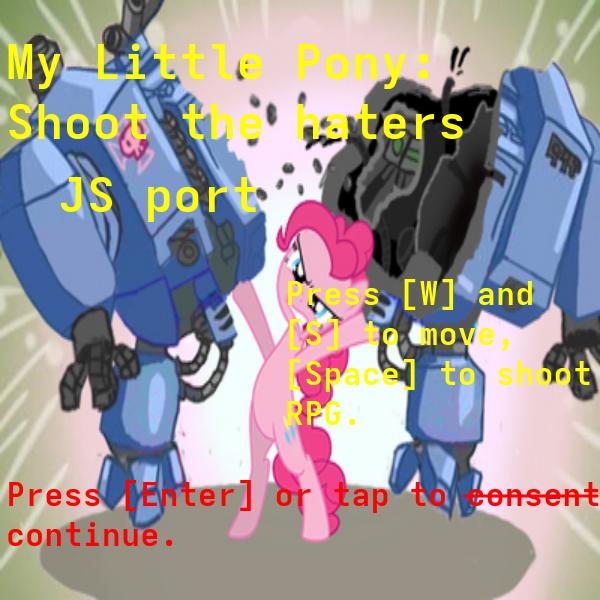 My Little Pony:
Shoot the haters
JS port
Press [W] and
[S] to move,
[Space] to shoot
RPG.
Press [Enter] or tap to consent
continue.